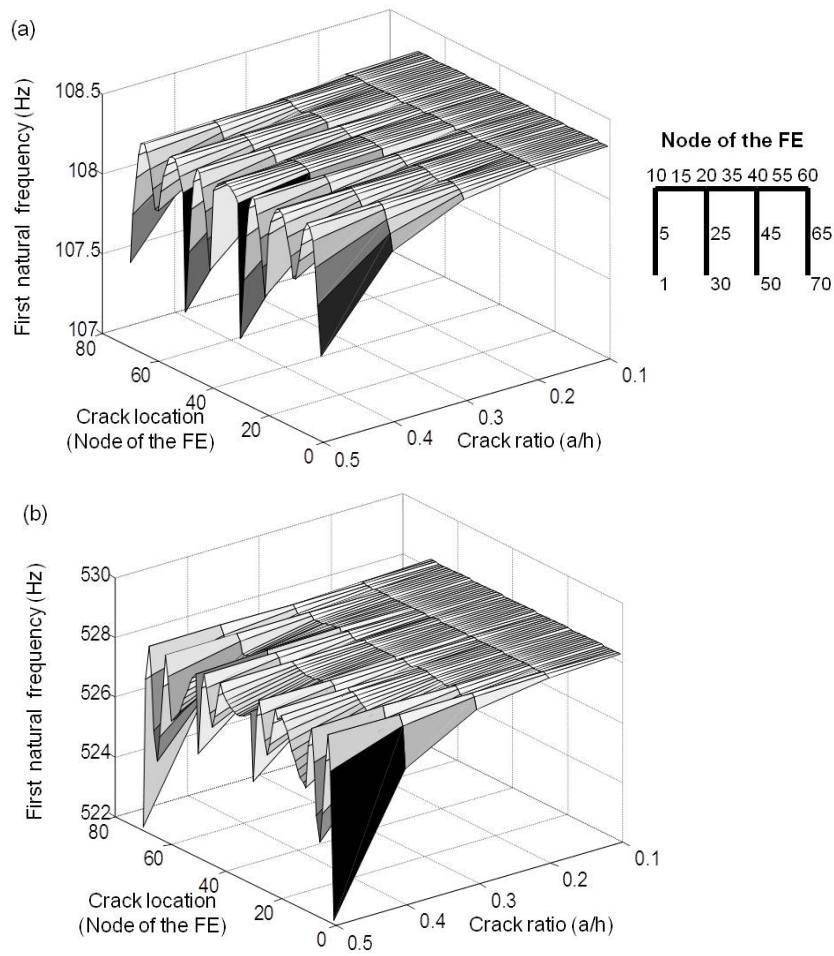 (a)
First natural frequency (Hz)
108.5
108
107.5
107
80
60
40
20
0
Crack location
(Node of the FE)
0.5
0.4
0.3
0.2
0.1
Crack ratio (a/h)
Node of the FE
10 15 20 35 40 55 60
5 25 45 65
1 30 50 70
(b)
First natural frequency (Hz)
530
528
526
524
522
80
60
40
20
0
Crack location
(Node of the FE)
0.5
0.4
0.3
0.2
0.1
Crack ratio (a/h)